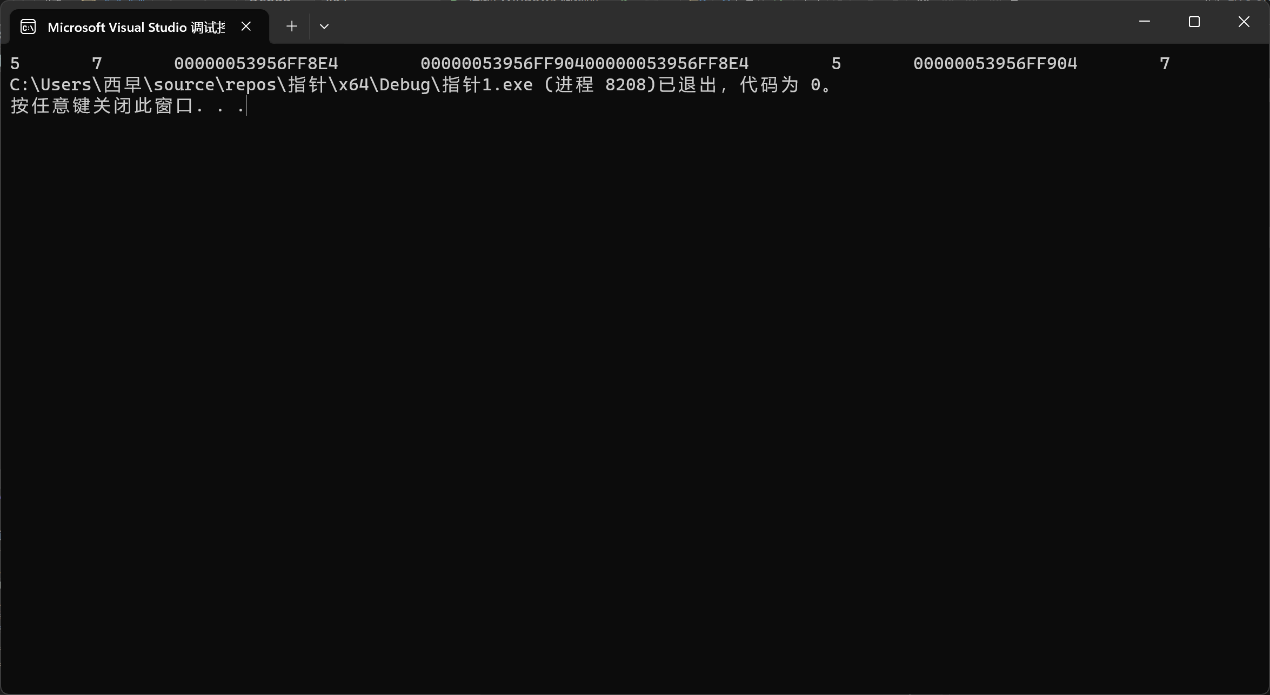 Microsoft Visual Studio 调试控
5 7 00000053956FF8E4 00000053956FF90400000053956FF8E4 5 00000053956FF904 7
C:\Users\西早\source\repos\指针\x64\Debug\指针1.exe (进程 8208)已退出，代码为 0。
按任意键关闭此窗口. . .